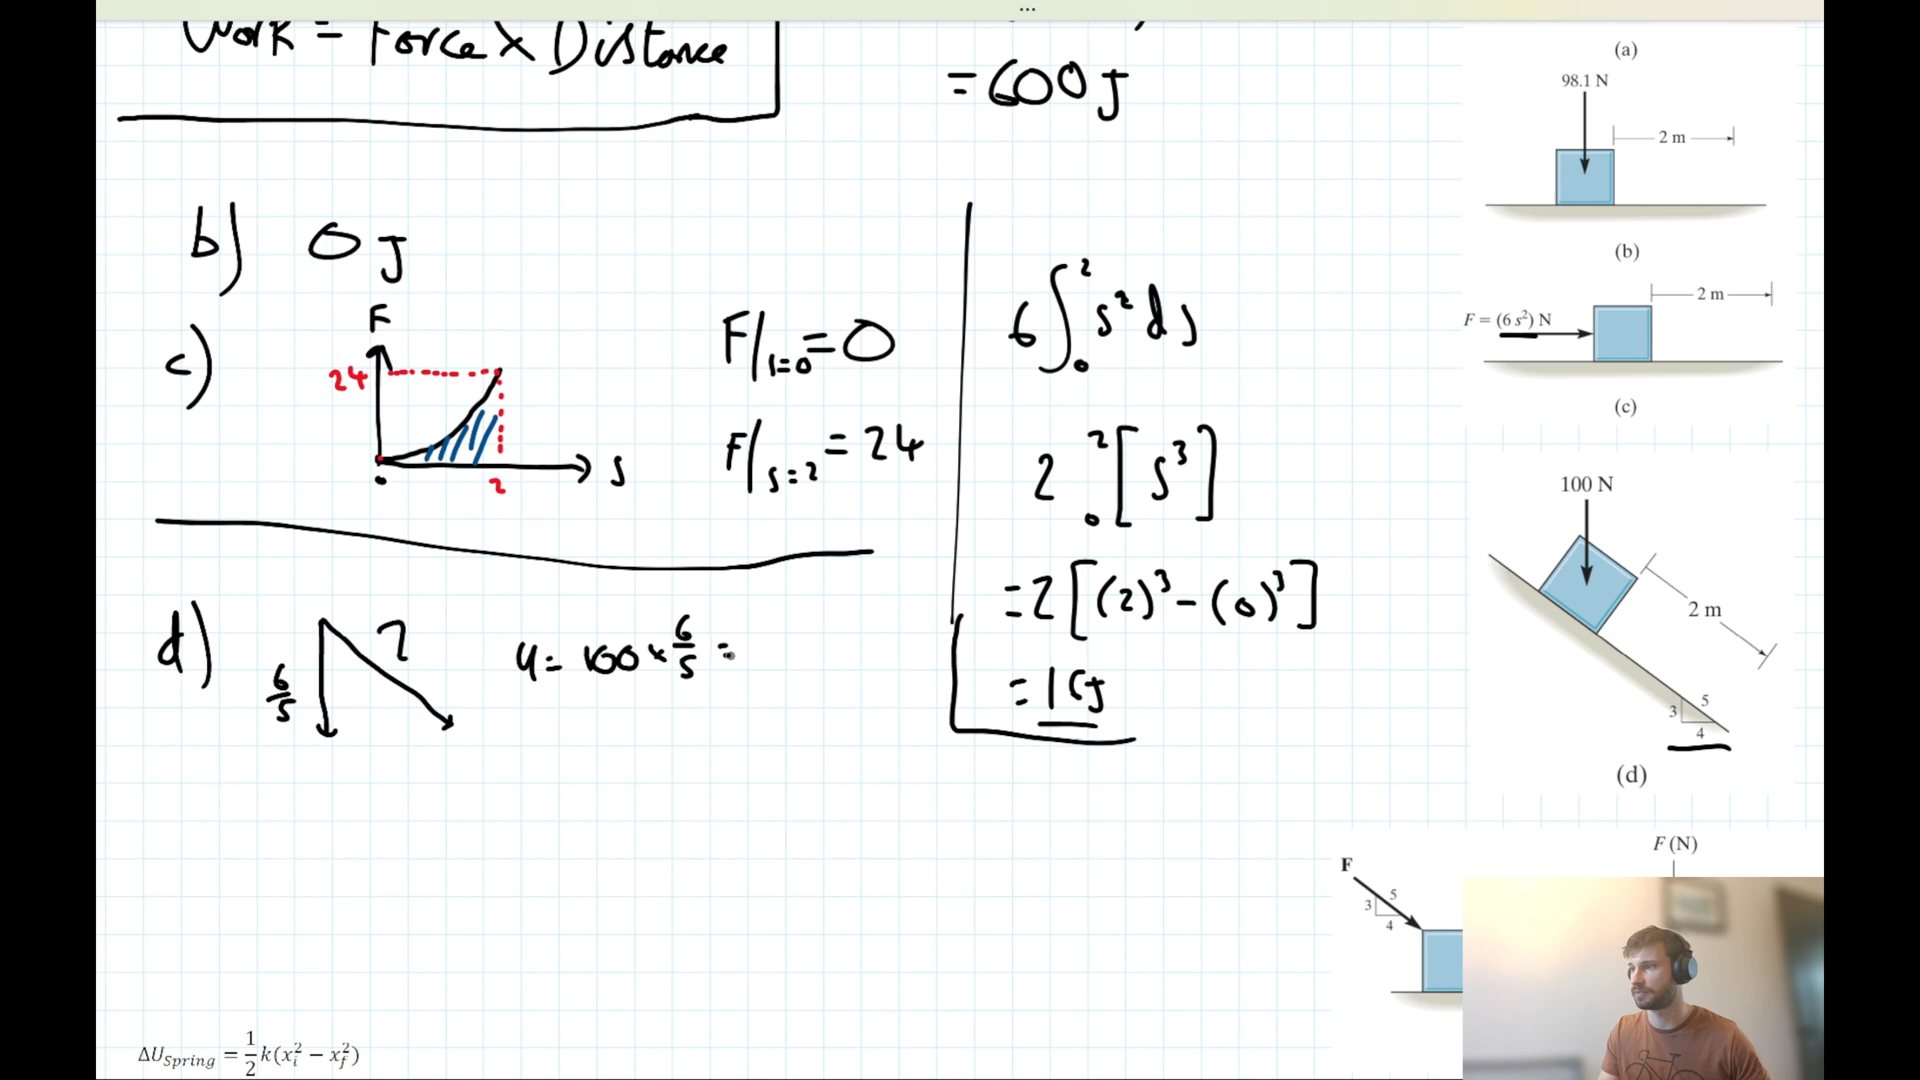 ...
Work = Force × Distance
= 600 J
b) 0 J
c)
F
24
0
2
s
F|s=0 = 0
F|s=2 = 24
6∫₀² s² ds
2 ₀²[s³]
=2[(2)³-(0)³]
= 16J
d)
2
6/5
U = 100 × 6/5 =
ΔU_Spring = 1/2 k(x_i² − x_f²)
(a)
98.1 N
2 m
(b)
2 m
F = (6 s²) N
(c)
100 N
2 m
3
5
4
(d)
F
3
5
4
F (N)